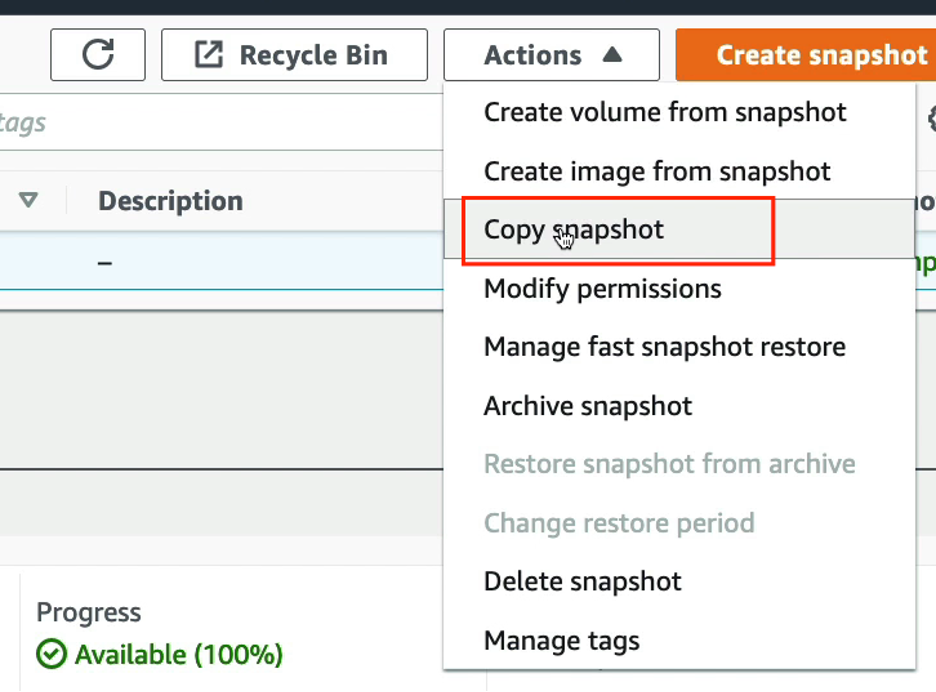 Recycle Bin
Actions
Create snapshot
tags
Create volume from snapshot
Create image from snapshot
Description
Copy snapshot
–
Modify permissions
Manage fast snapshot restore
Archive snapshot
Restore snapshot from archive
Change restore period
Delete snapshot
Progress
Manage tags
Available (100%)